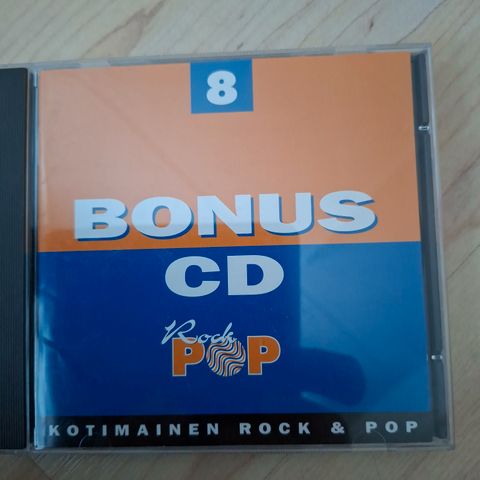 8
BONUS
CD
Rock
POP
KOTIMAINEN ROCK & POP